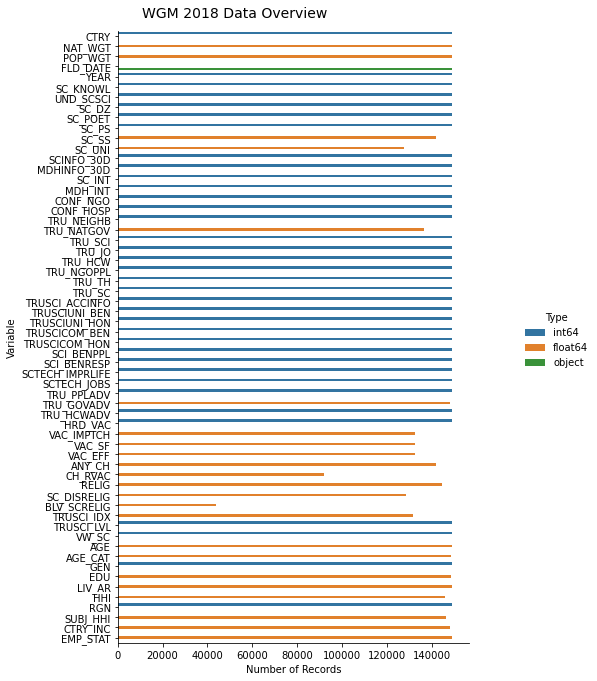 WGM 2018 Data Overview
CTRY
NAT_WGT
POP_WGT
FLD_DATE
YEAR
SC_KNOWL
UND_SCSCI
SC_DZ
SC_POET
SC_PS
SC_SS
SC_UNI
SCINFO_30D
MDHINFO_30D
SC_INT
MDH_INT
CONF_NGO
CONF_HOSP
TRU_NEIGHB
TRU_NATGOV
TRU_SCI
TRU_JO
TRU_HCW
TRU_NGOPPL
TRU_TH
TRU_SC
TRUSCI_ACCINFO
TRUSCIUNI_BEN
TRUSCIUNI_HON
TRUSCICOM_BEN
TRUSCICOM_HON
SCI_BENPPL
SCI_BENRESP
SCTECH_IMPRLIFE
SCTECH_JOBS
TRU_PPLADV
TRU_GOVADV
TRU_HCWADV
HRD_VAC
VAC_IMPTCH
VAC_SF
VAC_EFF
ANY_CH
CH_RVAC
RELIG
SC_DISRELIG
BLV_SCRELIG
TRUSCI_IDX
TRUSCI_LVL
VW_SC
AGE
AGE_CAT
GEN
EDU
LIV_AR
HHI
RGN
SUBJ_HHI
CTRY_INC
EMP_STAT
Variable
0 20000 40000 60000 80000 100000 120000 140000
Number of Records
Type
int64
float64
object